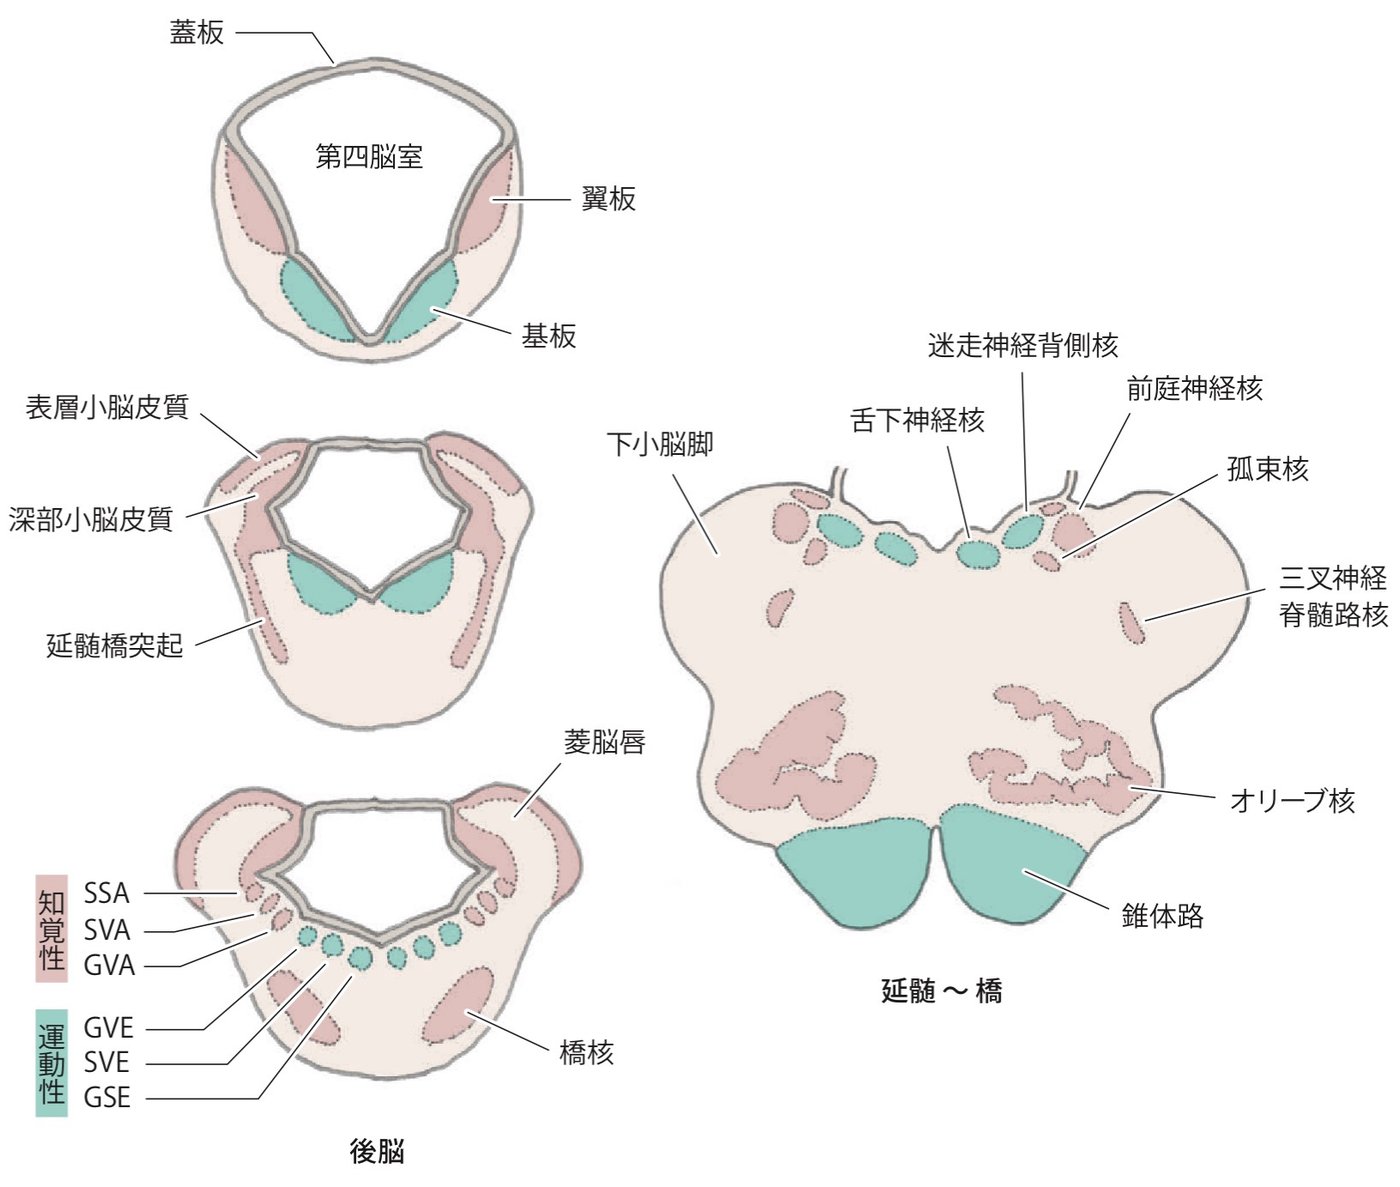 蓋板
第四脳室
翼板
基板
表層小脳皮質
深部小脳皮質
延髄橋突起
菱脳唇
知覚性
SSA
SVA
GVA
運動性
GVE
SVE
GSE
橋核
後脳
迷走神経背側核
前庭神経核
舌下神経核
下小脳脚
孤束核
三叉神経
脊髄路核
オリーブ核
錐体路
延髄〜橋